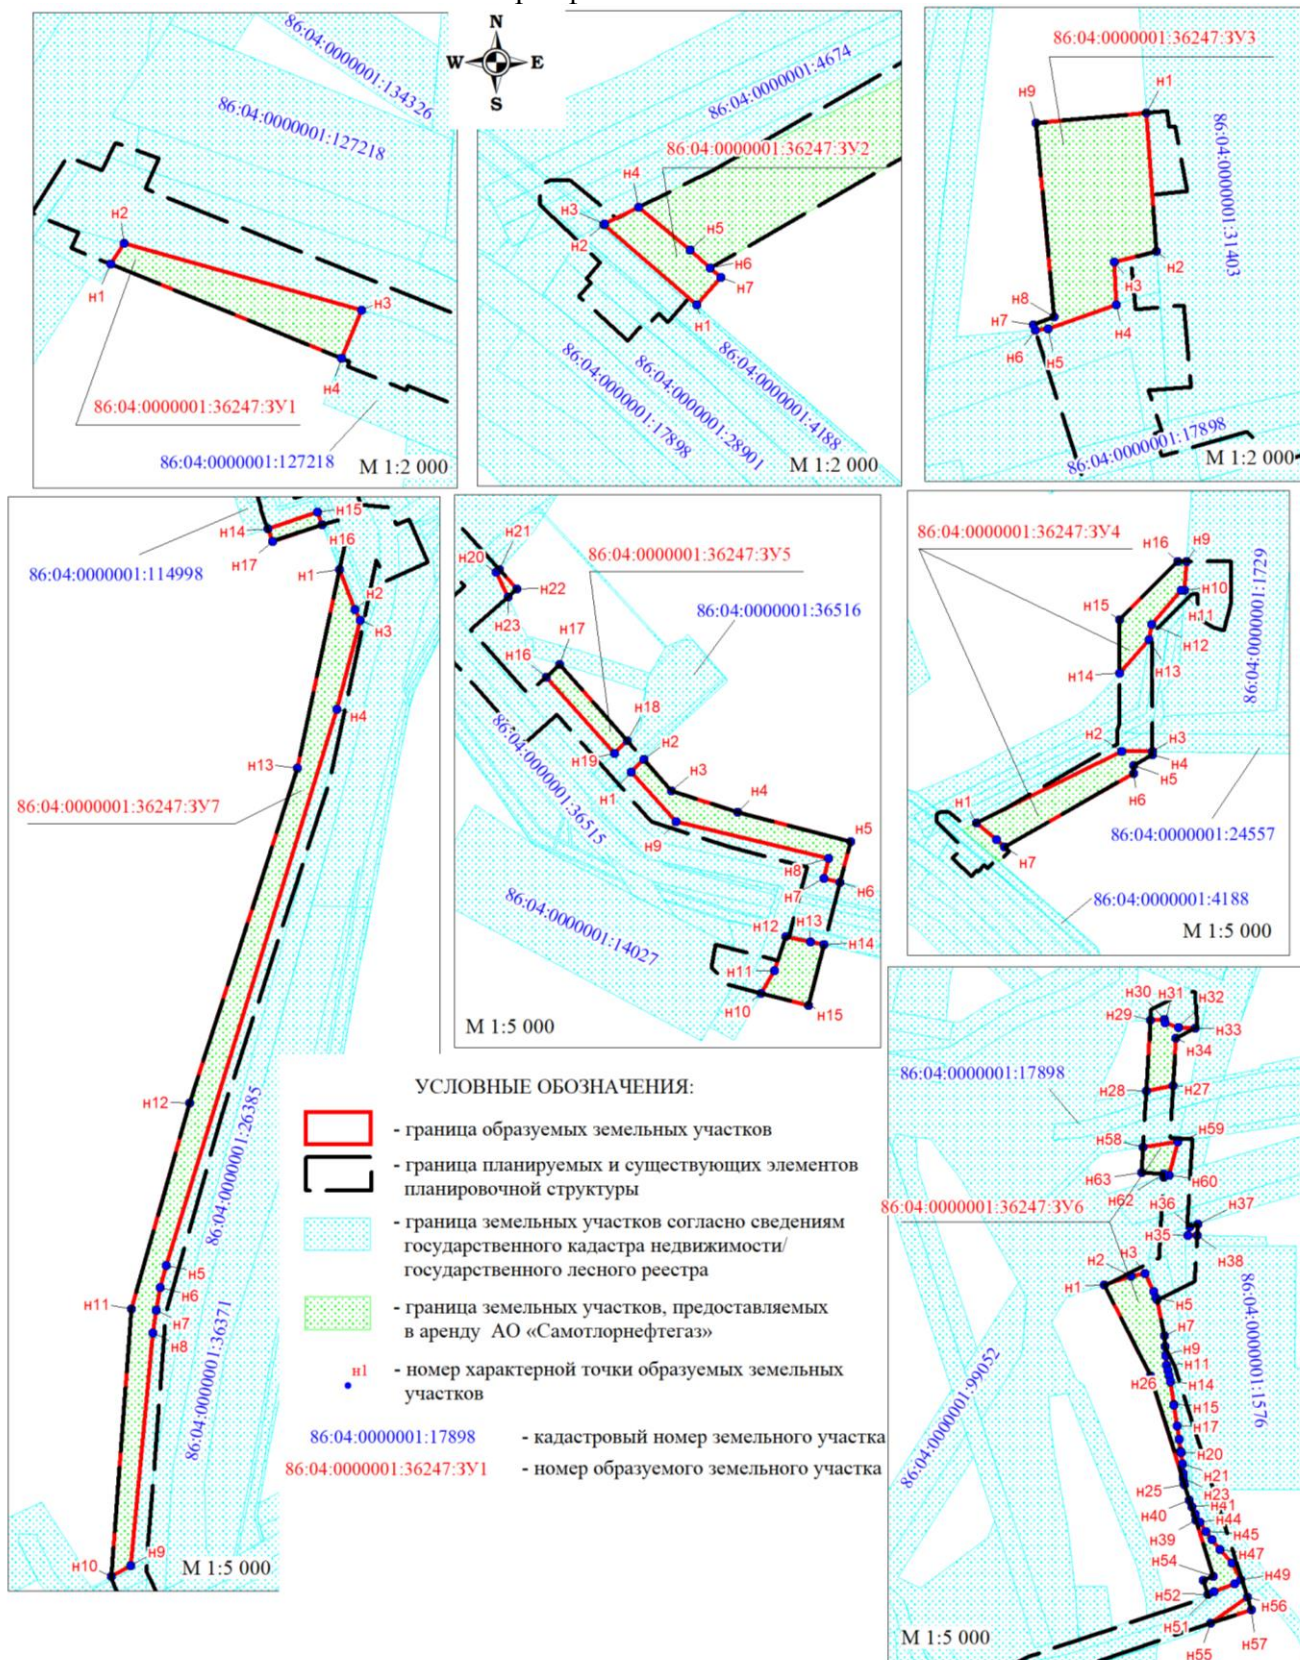 N
W E
S
86:04:0000001:134326
86:04:0000001:127218
н2
н1
н3
н4
86:04:0000001:36247:ЗУ1
86:04:0000001:127218
М 1:2 000
86:04:0000001:4674
86:04:0000001:36247:ЗУ2
н4
н3
н2
н5
н6
н7
н1
86:04:0000001:4188
86:04:0000001:28901
86:04:0000001:17898
М 1:2 000
86:04:0000001:36247:ЗУ3
н9
н1
86:04:0000001:31403
н2
н3
н8
н7
н4
н6
н5
86:04:0000001:17898
М 1:2 000
н15
н14
н16
н17
86:04:0000001:114998
н1
н2
н3
н4
н13
86:04:0000001:36247:ЗУ7
н12
86:04:0000001:26385
н5
н6
н11
н7
н8
86:04:0000001:36371
н9
н10
М 1:5 000
н21
н20
86:04:0000001:36247:ЗУ5
н22
н23
86:04:0000001:36516
н17
н16
н18
н2
н19
н3
н1
н4
86:04:0000001:36515
н9
н5
н8
н7
н6
86:04:0000001:14027
н12
н13
н14
н11
н10
н15
М 1:5 000
86:04:0000001:36247:ЗУ4
н16
н9
86:04:0000001:1729
н10
н15
н11
н12
н13
н14
н2
н3
н4
н5
н6
н1
86:04:0000001:24557
н7
86:04:0000001:4188
М 1:5 000
н30
н31
н32
н29
н33
н34
86:04:0000001:17898
н28
н27
н59
н58
н63
н60
н62
н36
н37
86:04:0000001:36247:ЗУ6
н35
н38
н3
н2
н1
н5
86:04:0000001:1576
н7
н9
н11
н26
н14
н15
н17
86:04:0000001:99052
н20
н21
н25
н23
н40
н41
н44
н39
н45
н47
н54
н49
н52
н56
н51
н57
н55
М 1:5 000
УСЛОВНЫЕ ОБОЗНАЧЕНИЯ:
- граница образуемых земельных участков
- граница планируемых и существующих элементов
планировочной структуры
- граница земельных участков согласно сведениям
государственного кадастра недвижимости/
государственного лесного реестра
- граница земельных участков, предоставляемых
в аренду АО «Самотлорнефтегаз»
н1 - номер характерной точки образуемых земельных
участков
86:04:0000001:17898 - кадастровый номер земельного участка
86:04:0000001:36247:ЗУ1 - номер образуемого земельного участка